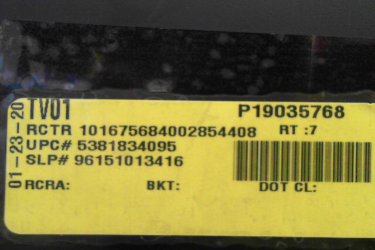 01-23-20
TV01 P19035768
RCTR 101675684002854408 RT :7
UPC# 5381834095
SLP# 96151013416
RCRA: BKT: DOT CL: